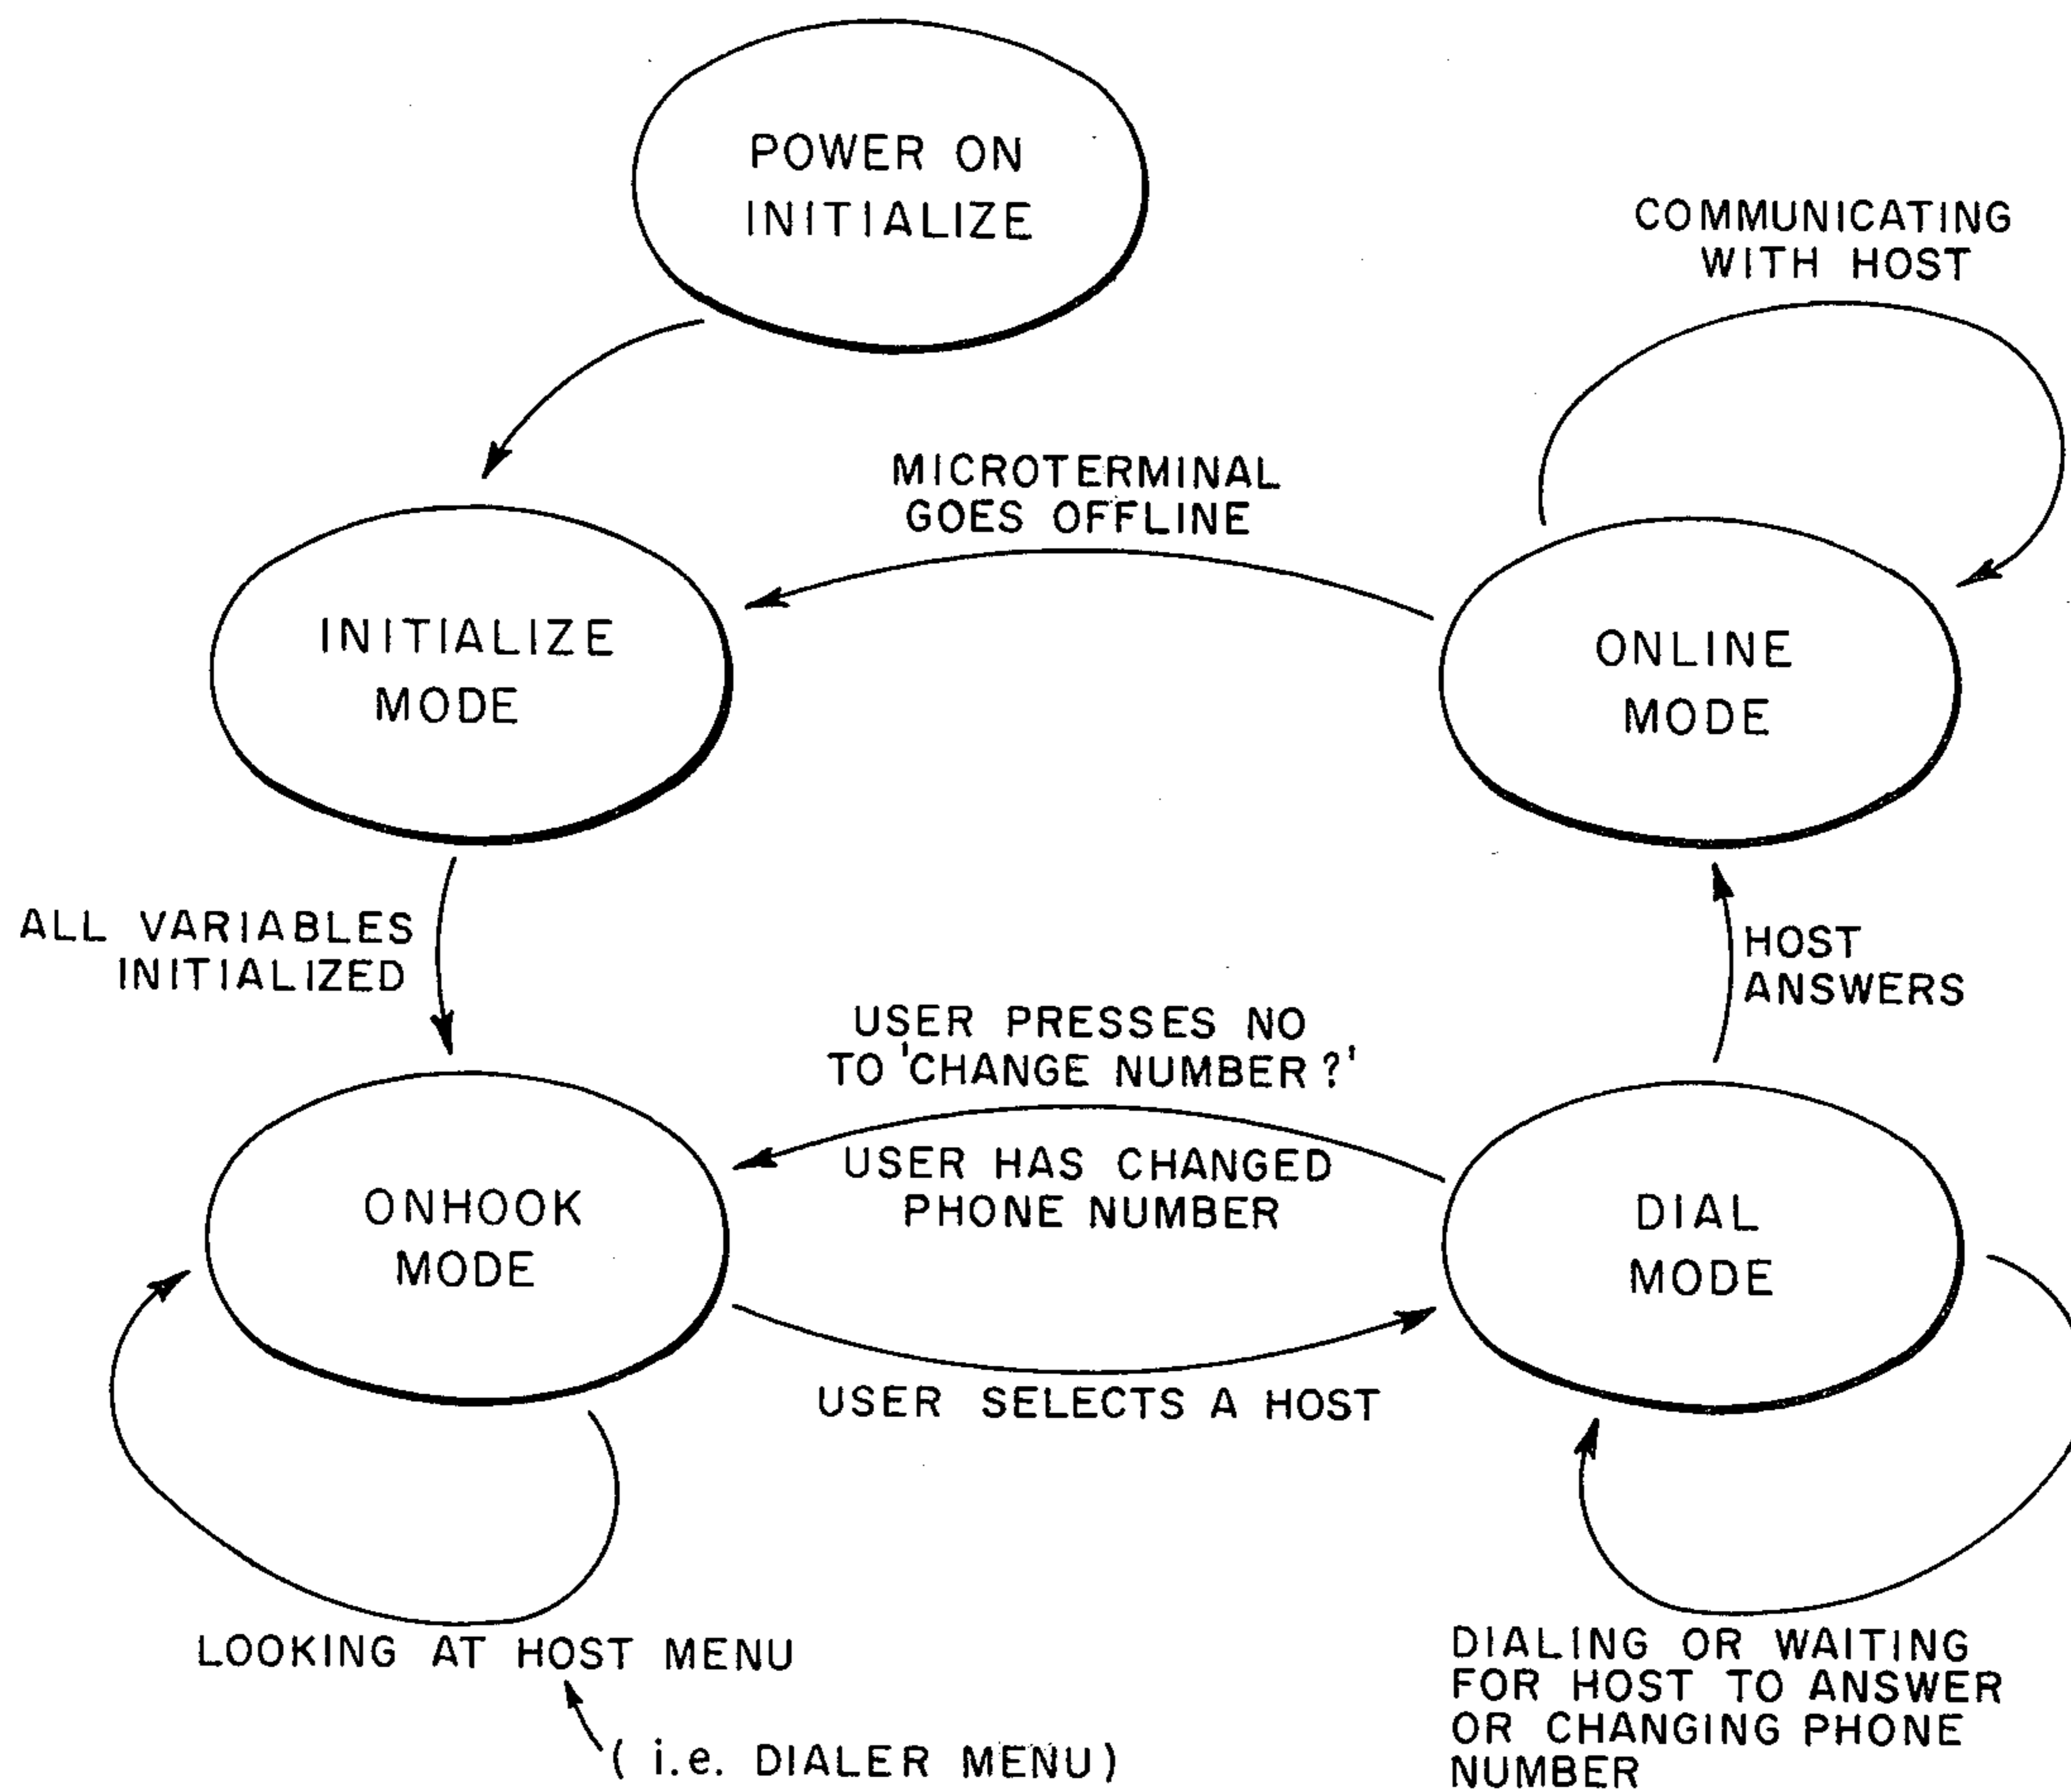 POWER ON
INITIALIZE
COMMUNICATING
WITH HOST
MICROTERMINAL
GOES OFFLINE
INITIALIZE
MODE
ONLINE
MODE
ALL VARIABLES
INITIALIZED
HOST
ANSWERS
USER PRESSES NO
TO 'CHANGE NUMBER?'
USER HAS CHANGED
PHONE NUMBER
ONHOOK
MODE
DIAL
MODE
USER SELECTS A HOST
LOOKING AT HOST MENU
(i.e. DIALER MENU)
DIALING OR WAITING
FOR HOST TO ANSWER
OR CHANGING PHONE
NUMBER